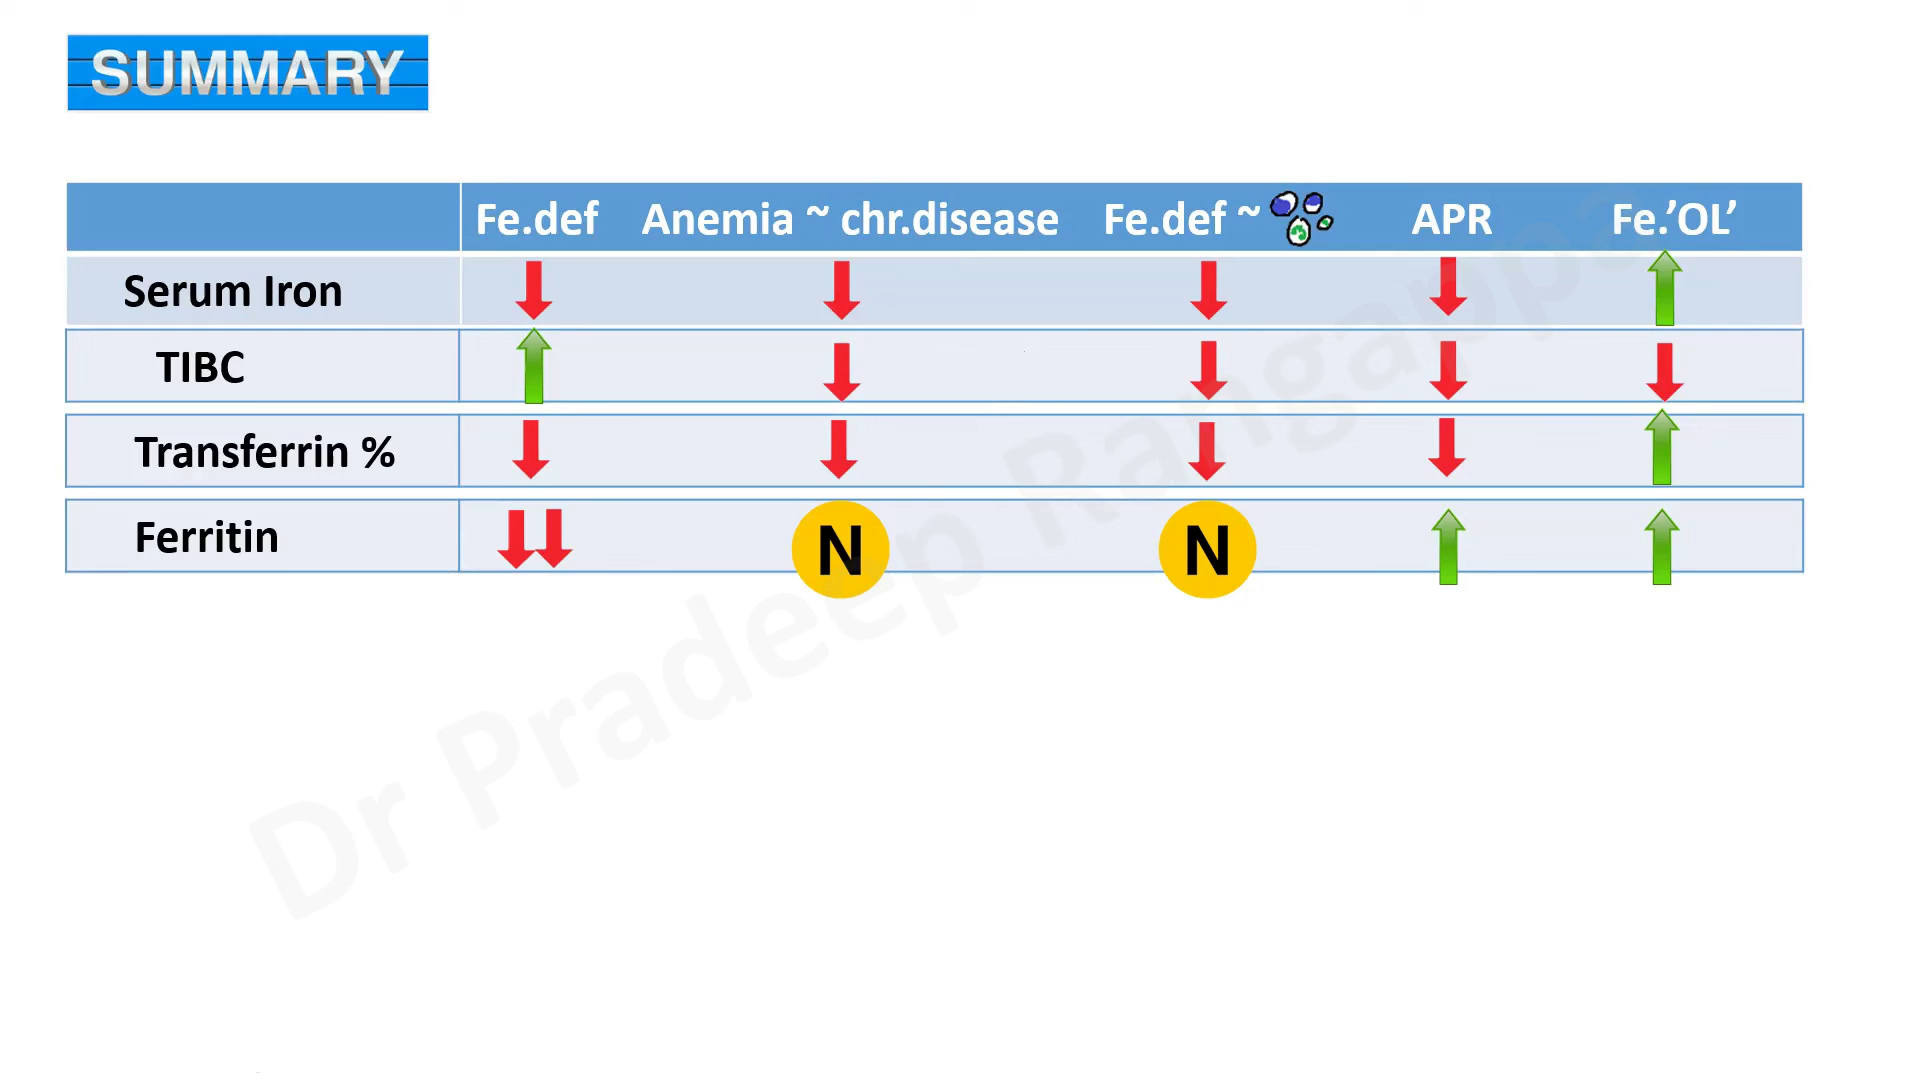 SUMMARY
Fe.def Anemia ~ chr.disease Fe.def ~ APR Fe.’OL’
Serum Iron
TIBC
Transferrin %
Ferritin N N
Dr Pradeep Rangappa